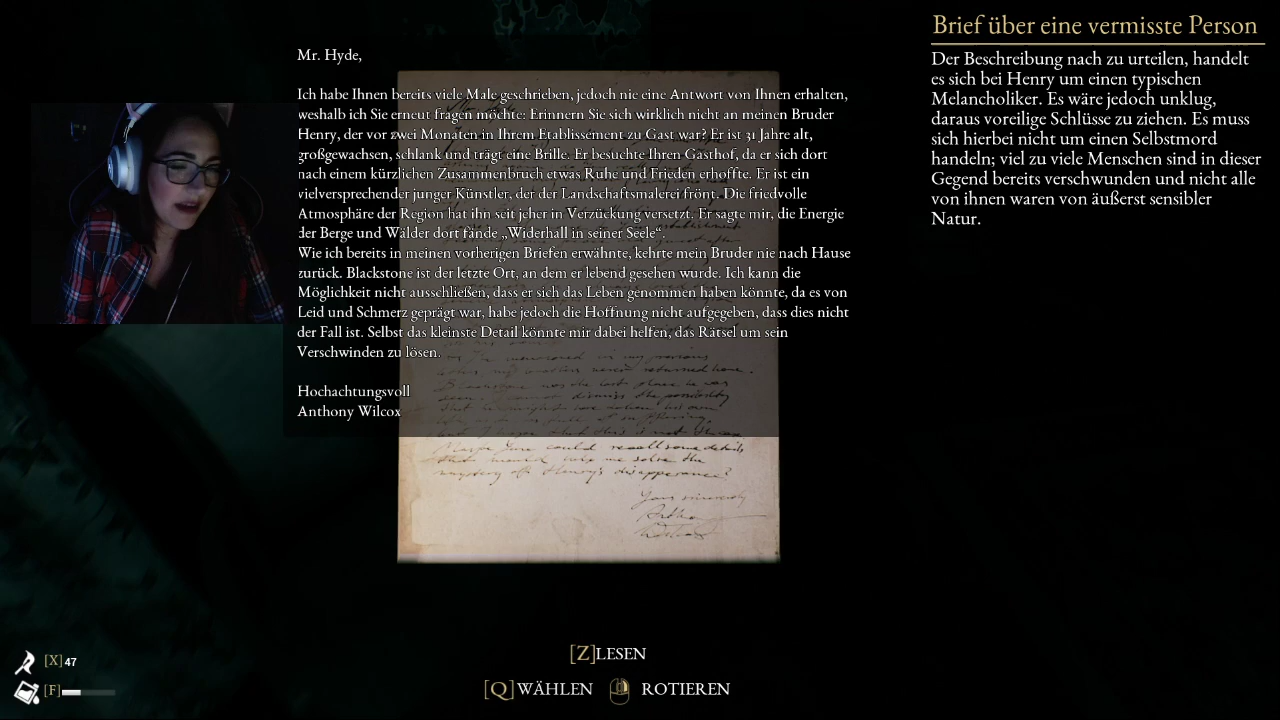 Mr. Hyde,
Ich habe Ihnen bereits viele Male geschrieben, jedoch nie eine Antwort von Ihnen erhalten,
weshalb ich Sie erneut fragen möchte: Erinnern Sie sich wirklich nicht an meinen Bruder
Henry, der vor zwei Monaten in Ihrem Etablissement zu Gast war? Er ist 31 Jahre alt,
großgewachsen, schlank und trägt eine Brille. Er besuchte Ihren Gasthof, da er sich dort
nach einem kürzlichen Zusammenbruch etwas Ruhe und Frieden erhoffte. Er ist ein
vielversprechender junger Künstler, der der Landschaftsmalerei frönt. Die friedvolle
Atmosphäre der Region hat ihn seit jeher in Verzückung versetzt. Er sagte mir, die Energie
der Berge und Wälder dort fände „Widerhall in seiner Seele“.
Wie ich bereits in meinen vorherigen Briefen erwähnte, kehrte mein Bruder nie nach Hause
zurück. Blackstone ist der letzte Ort, an dem er lebend gesehen wurde. Ich kann die
Möglichkeit nicht ausschließen, dass er sich das Leben genommen haben könnte, da es von
Leid und Schmerz geprägt war, habe jedoch die Hoffnung nicht aufgegeben, dass dies nicht
der Fall ist. Selbst das kleinste Detail könnte mir dabei helfen, das Rätsel um sein
Verschwinden zu lösen.
Hochachtungsvoll
Anthony Wilcox
could recall some details
solve the
mystery of Henry's disapperance?
Brief über eine vermisste Person
Der Beschreibung nach zu urteilen, handelt
es sich bei Henry um einen typischen
Melancholiker. Es wäre jedoch unklug,
daraus voreilige Schlüsse zu ziehen. Es muss
sich hierbei nicht um einen Selbstmord
handeln; viel zu viele Menschen sind in dieser
Gegend bereits verschwunden und nicht alle
von ihnen waren von äußerst sensibler
Natur.
[X] 47
[F]
[Z]LESEN
[Q]WÄHLEN ROTIEREN